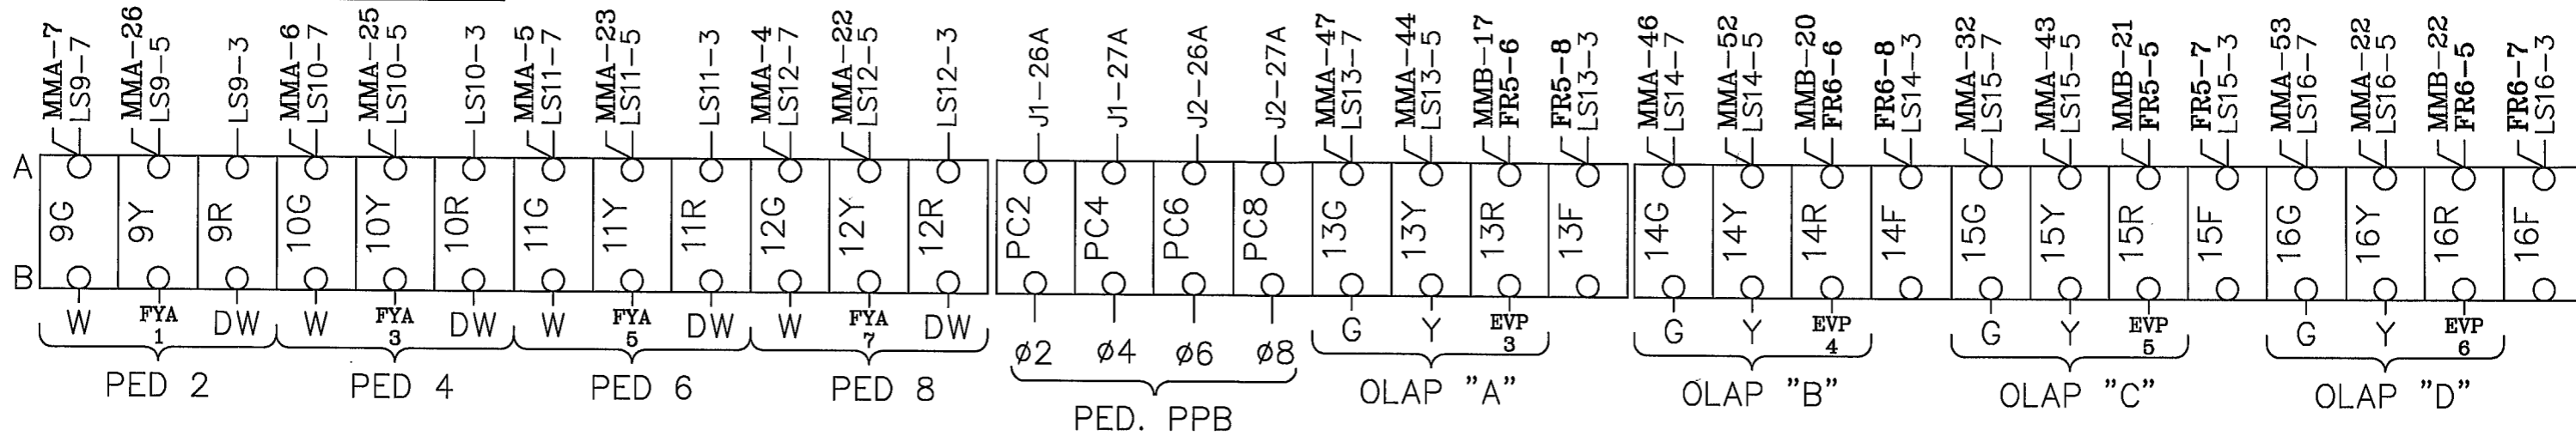 MMA-7 LS9-7 MMA-26 LS9-5 LS9-3 MMA-6 LS10-7 MMA-25 LS10-5 LS10-3 MMA-5 LS11-7 MMA-23 LS11-5 LS11-3 MMA-4 LS12-7 MMA-22 LS12-5 LS12-3 J1-26A J1-27A J2-26A J2-27A MMA-47 LS13-7 MMA-44 LS13-5 MMB-17 FR5-6 FR5-8 LS13-3 MMA-46 LS14-7 MMA-52 LS14-5 MMB-20 FR6-6 FR6-8 LS14-3 MMA-32 LS15-7 MMA-43 LS15-5 MMB-21 FR5-5 FR5-7 LS15-3 MMA-53 LS16-7 MMA-22 LS16-5 MMB-22 FR6-5 FR6-7 LS16-3
A
9G 9Y 9R 10G 10Y 10R 11G 11Y 11R 12G 12Y 12R PC2 PC4 PC6 PC8 13G 13Y 13R 13F 14G 14Y 14R 14F 15G 15Y 15R 15F 16G 16Y 16R 16F
B
W FYA 1 DW W FYA 3 DW W FYA 5 DW W FYA 7 DW ø2 ø4 ø6 ø8 G Y EVP 3 G Y EVP 4 G Y EVP 5 G Y EVP 6
PED 2 PED 4 PED 6 PED 8 PED. PPB OLAP "A" OLAP "B" OLAP "C" OLAP "D"